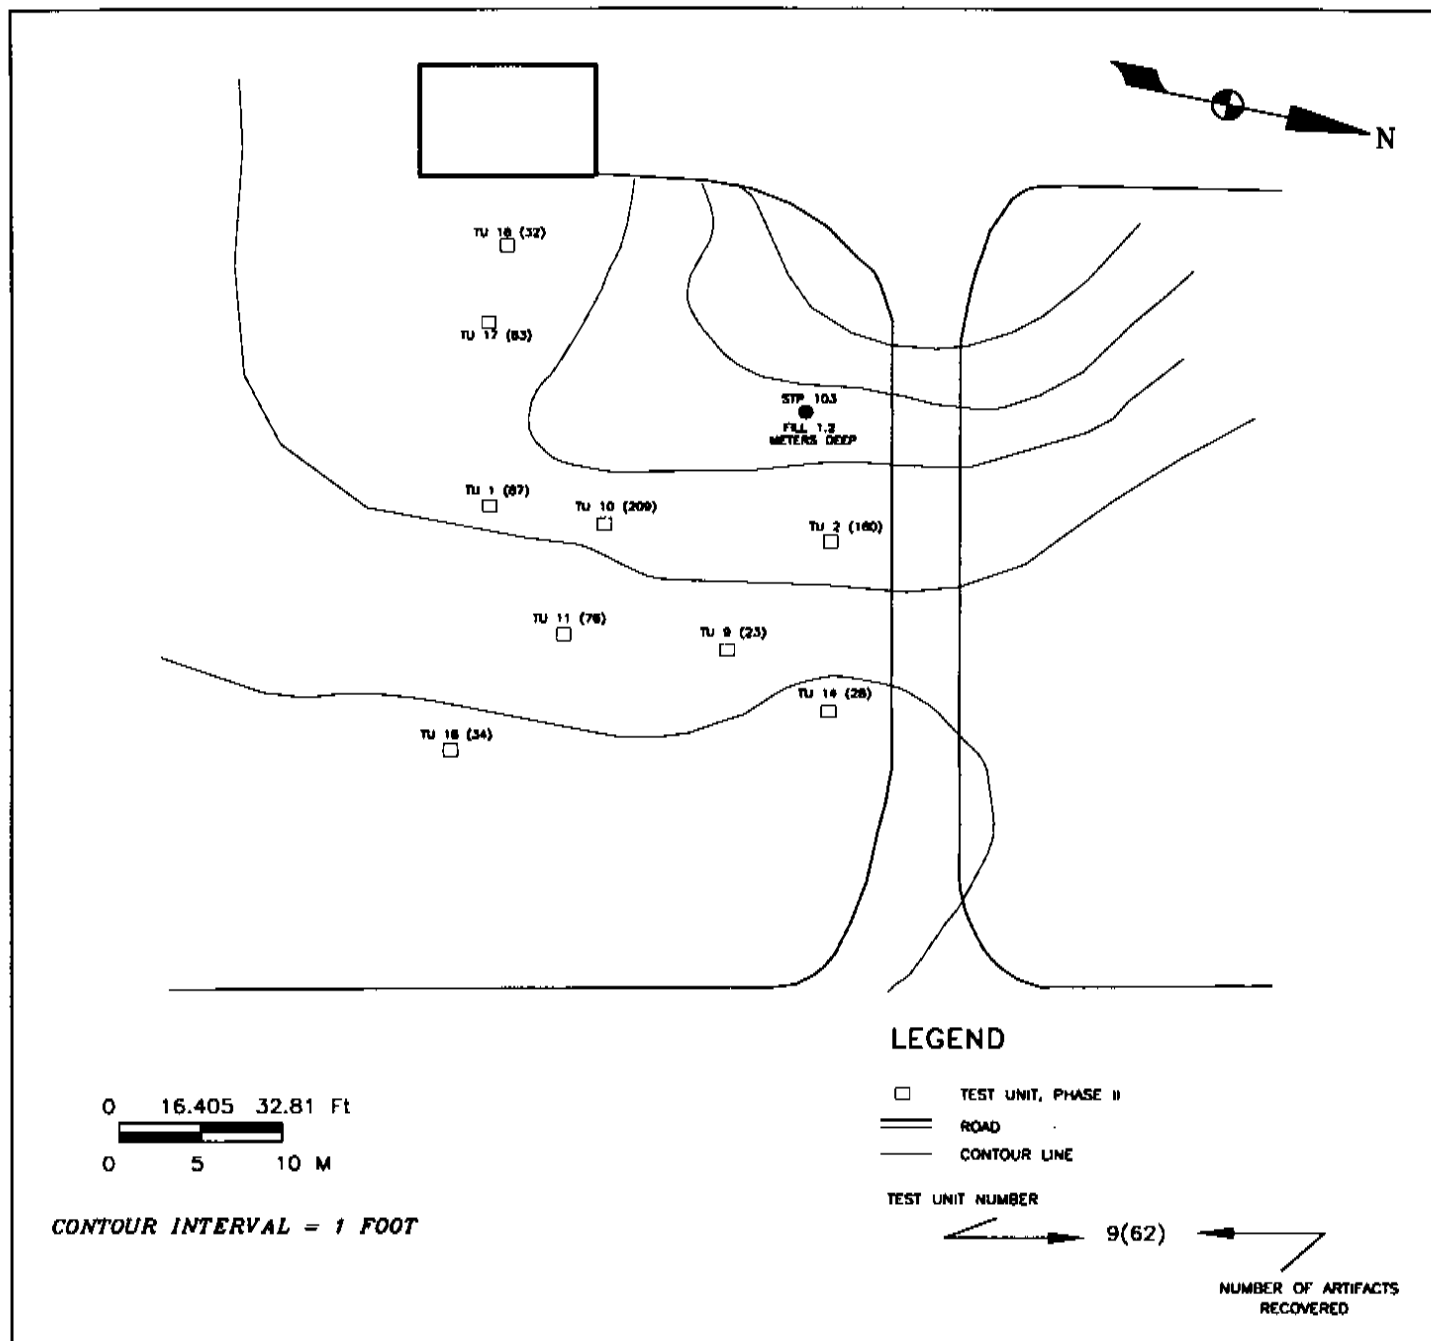 N
TU 18 (32)
TU 17 (83)
STP 103
FILL 1.2
METERS DEEP
TU 1 (87)
TU 10 (209)
TU 2 (160)
TU 11 (76)
TU 9 (23)
TU 14 (28)
TU 16 (34)
LEGEND
TEST UNIT, PHASE II
ROAD
CONTOUR LINE
TEST UNIT NUMBER
9(62)
NUMBER OF ARTIFACTS
RECOVERED
0 16.405 32.81 Ft
0 5 10 M
CONTOUR INTERVAL = 1 FOOT